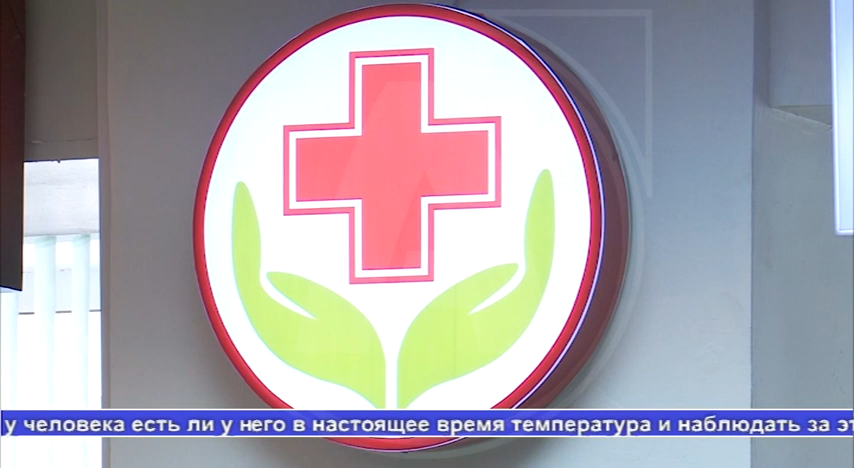 у человека есть ли у него в настоящее время температура и наблюдать за